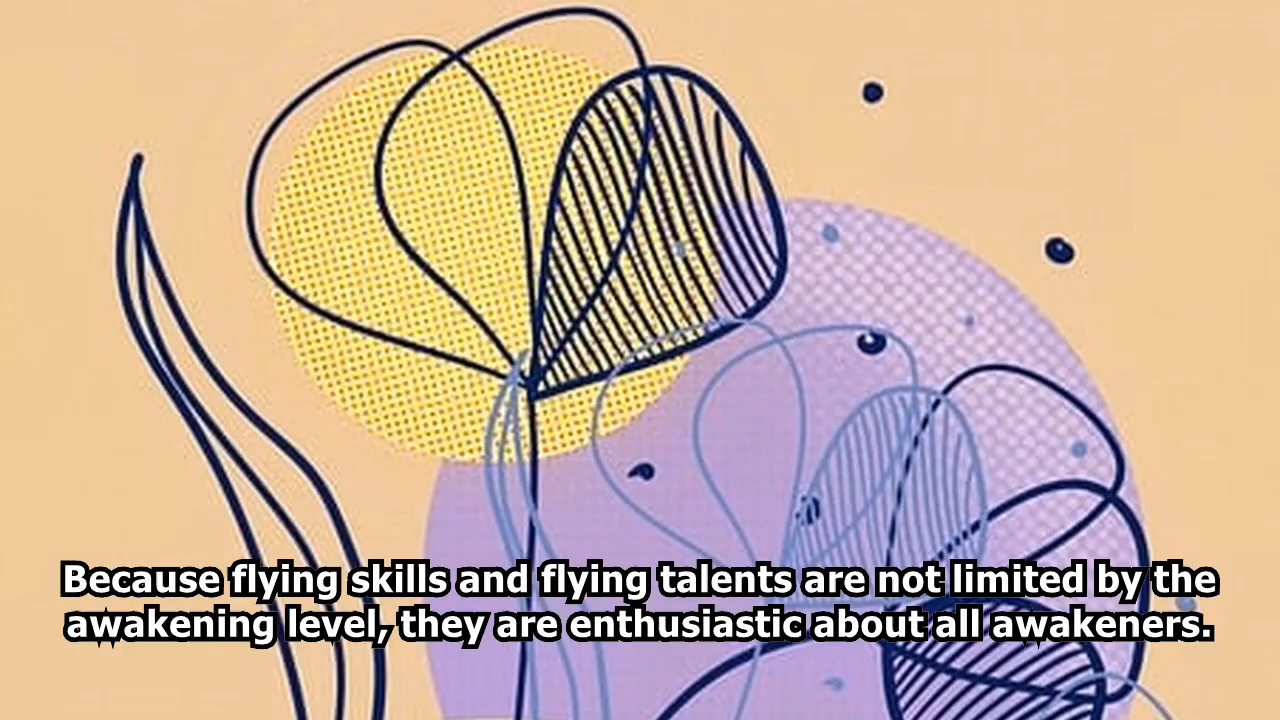 Because flying skills and flying talents are not limited by the
awakening level, they are enthusiastic about all awakeners.